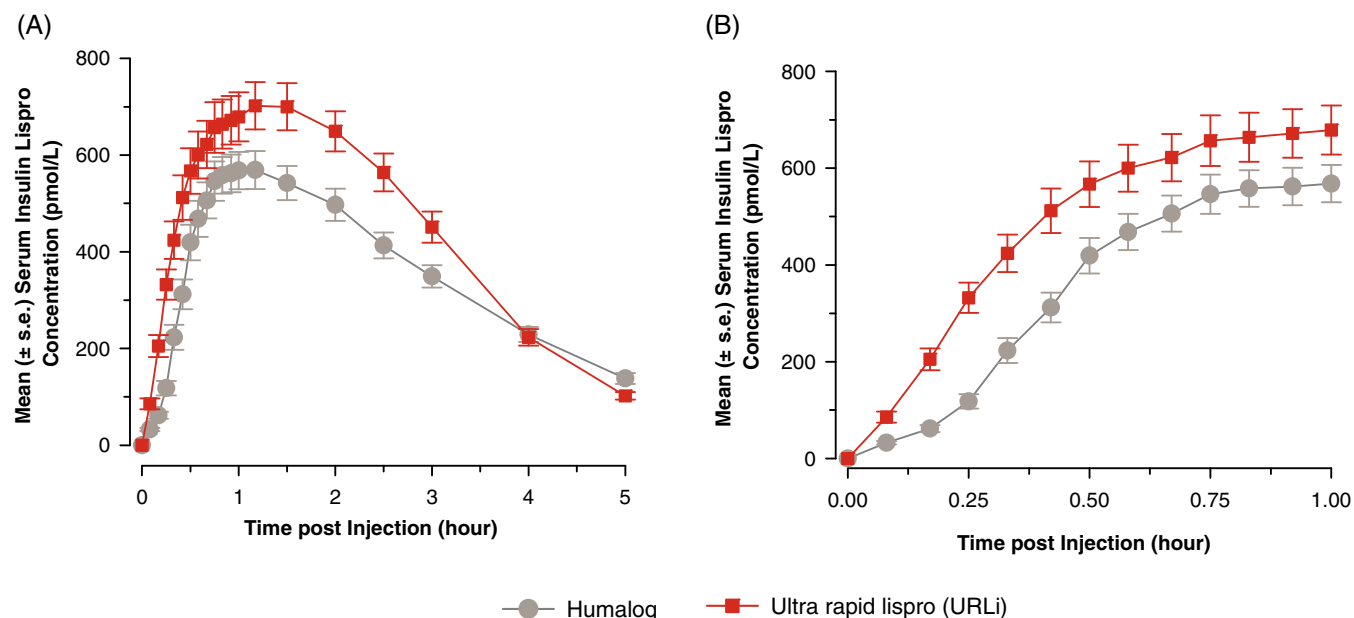 (A)
Mean (± s.e.) Serum Insulin Lispro
Concentration (pmol/L)
800
600
400
200
0
0 1 2 3 4 5
Time post Injection (hour)
(B)
Mean (± s.e.) Serum Insulin Lispro
Concentration (pmol/L)
800
600
400
200
0
0.00 0.25 0.50 0.75 1.00
Time post Injection (hour)
Humalog Ultra rapid lispro (URLi)